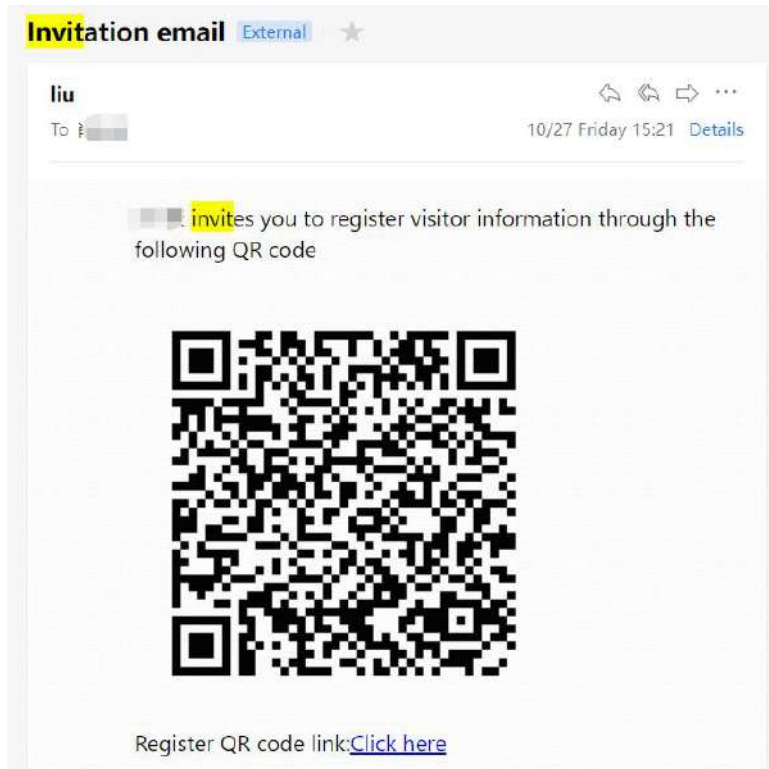 Invitation email External
liu
To
10/27 Friday 15:21 Details
invites you to register visitor information through the
following QR code
Register QR code link:Click here